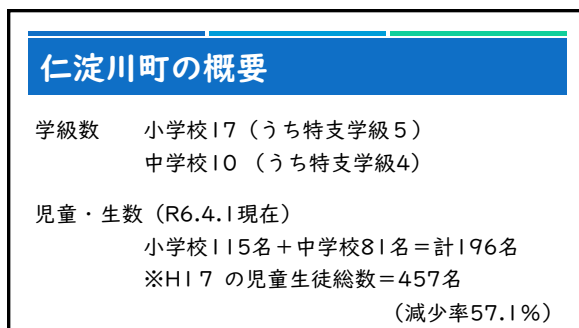 仁淀川町の概要
学級数 小学校17（うち特支学級５）
中学校10 （うち特支学級4）
児童・生数（R6.4.1現在）
小学校115名＋中学校81名＝計196名
※H17 の児童生徒総数＝457名
（減少率57.1%）